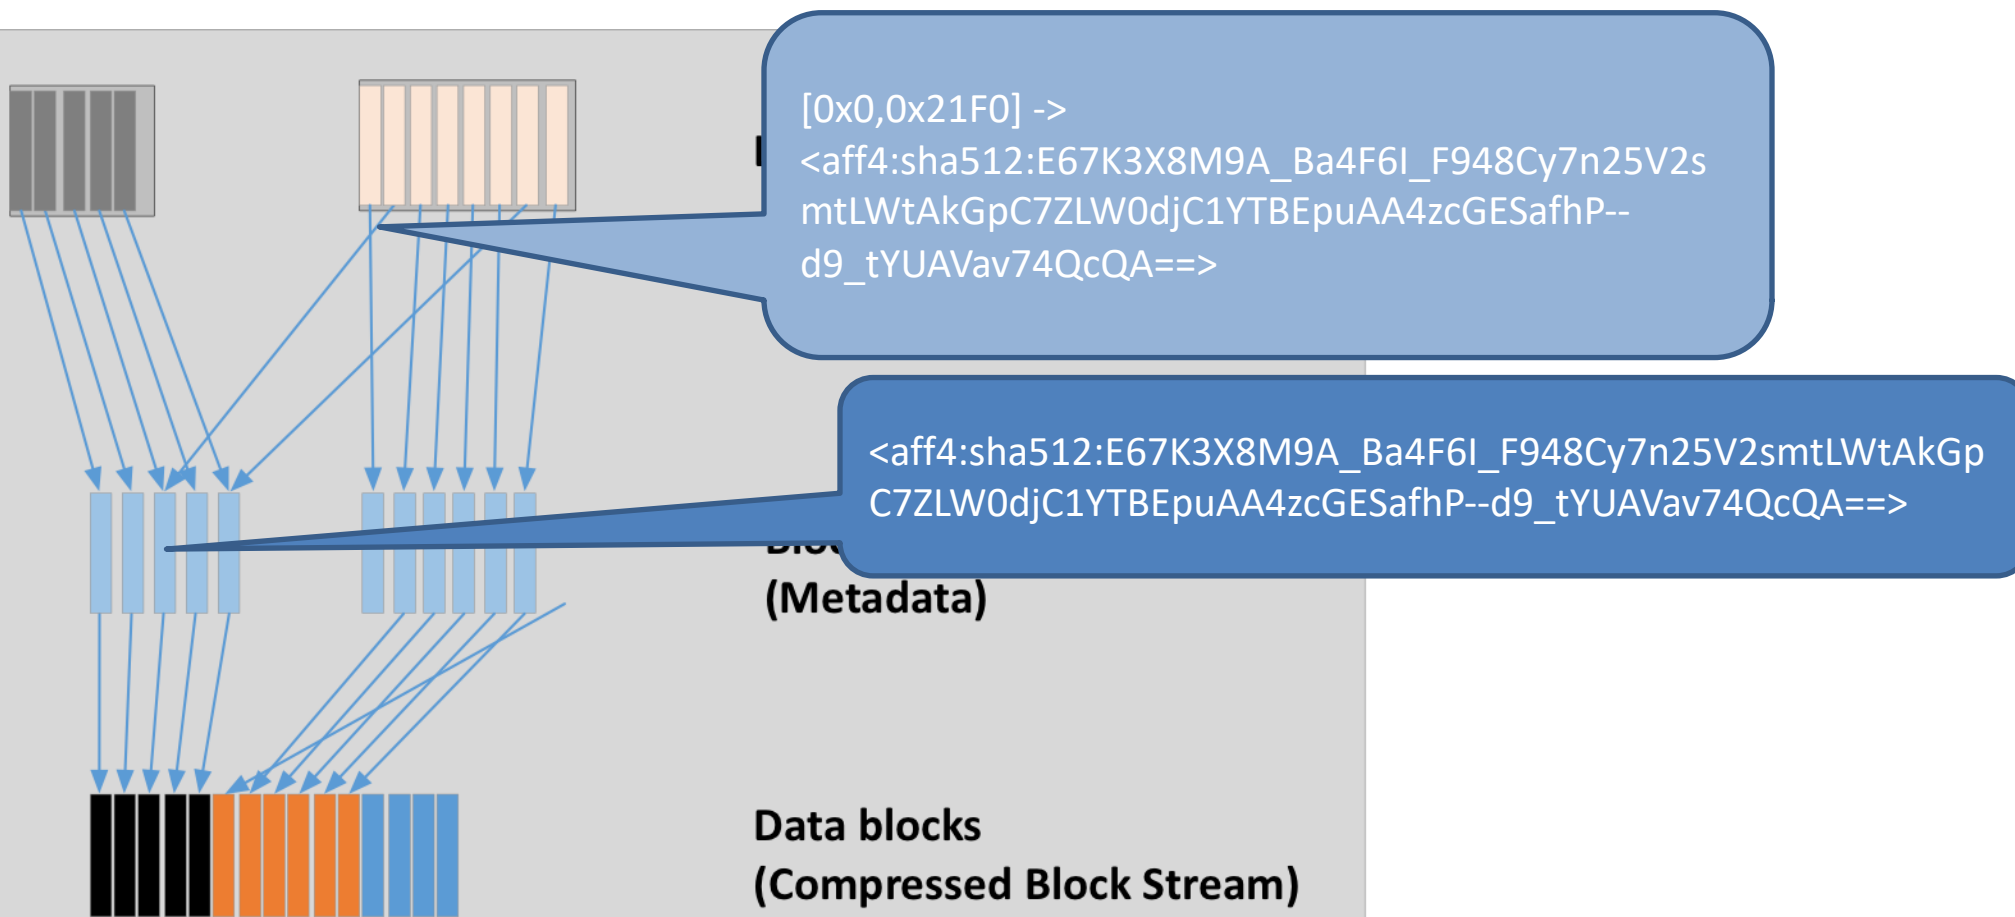 [0x0,0x21F0] ->
<aff4:sha512:E67K3X8M9A_Ba4F6I_F948Cy7n25V2s
mtLWtAkGpC7ZLW0djC1YTBEpuAA4zcGESafhP--
d9_tYUAVav74QcQA==>
<aff4:sha512:E67K3X8M9A_Ba4F6I_F948Cy7n25V2smtLWtAkGp
C7ZLW0djC1YTBEpuAA4zcGESafhP--d9_tYUAVav74QcQA==>
(Metadata)
Data blocks
(Compressed Block Stream)